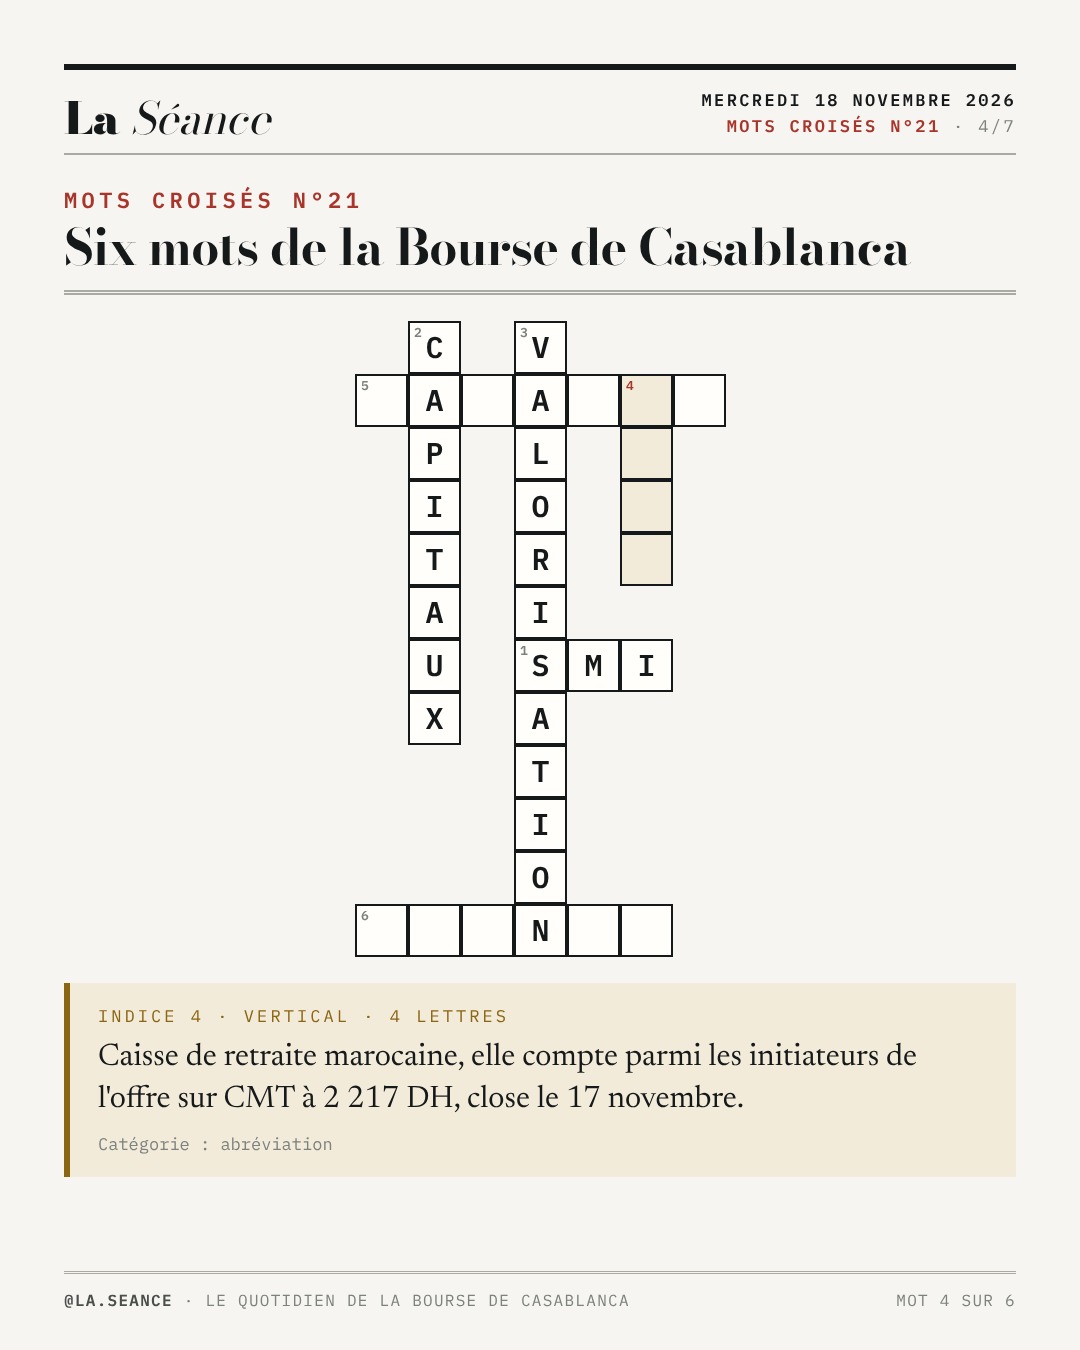 La Séance
MERCREDI 18 NOVEMBRE 2026
MOTS CROISÉS N°21 · 4/7
MOTS CROISÉS N°21
Six mots de la Bourse de Casablanca
2 C 3 V
5 A A 4
P L
I O
T R
A I
U 1 S M I
X A
T
I
O
6 N
INDICE 4 · VERTICAL · 4 LETTRES
Caisse de retraite marocaine, elle compte parmi les initiateurs de
l'offre sur CMT à 2 217 DH, close le 17 novembre.
Catégorie : abréviation
@LA.SEANCE · LE QUOTIDIEN DE LA BOURSE DE CASABLANCA
MOT 4 SUR 6